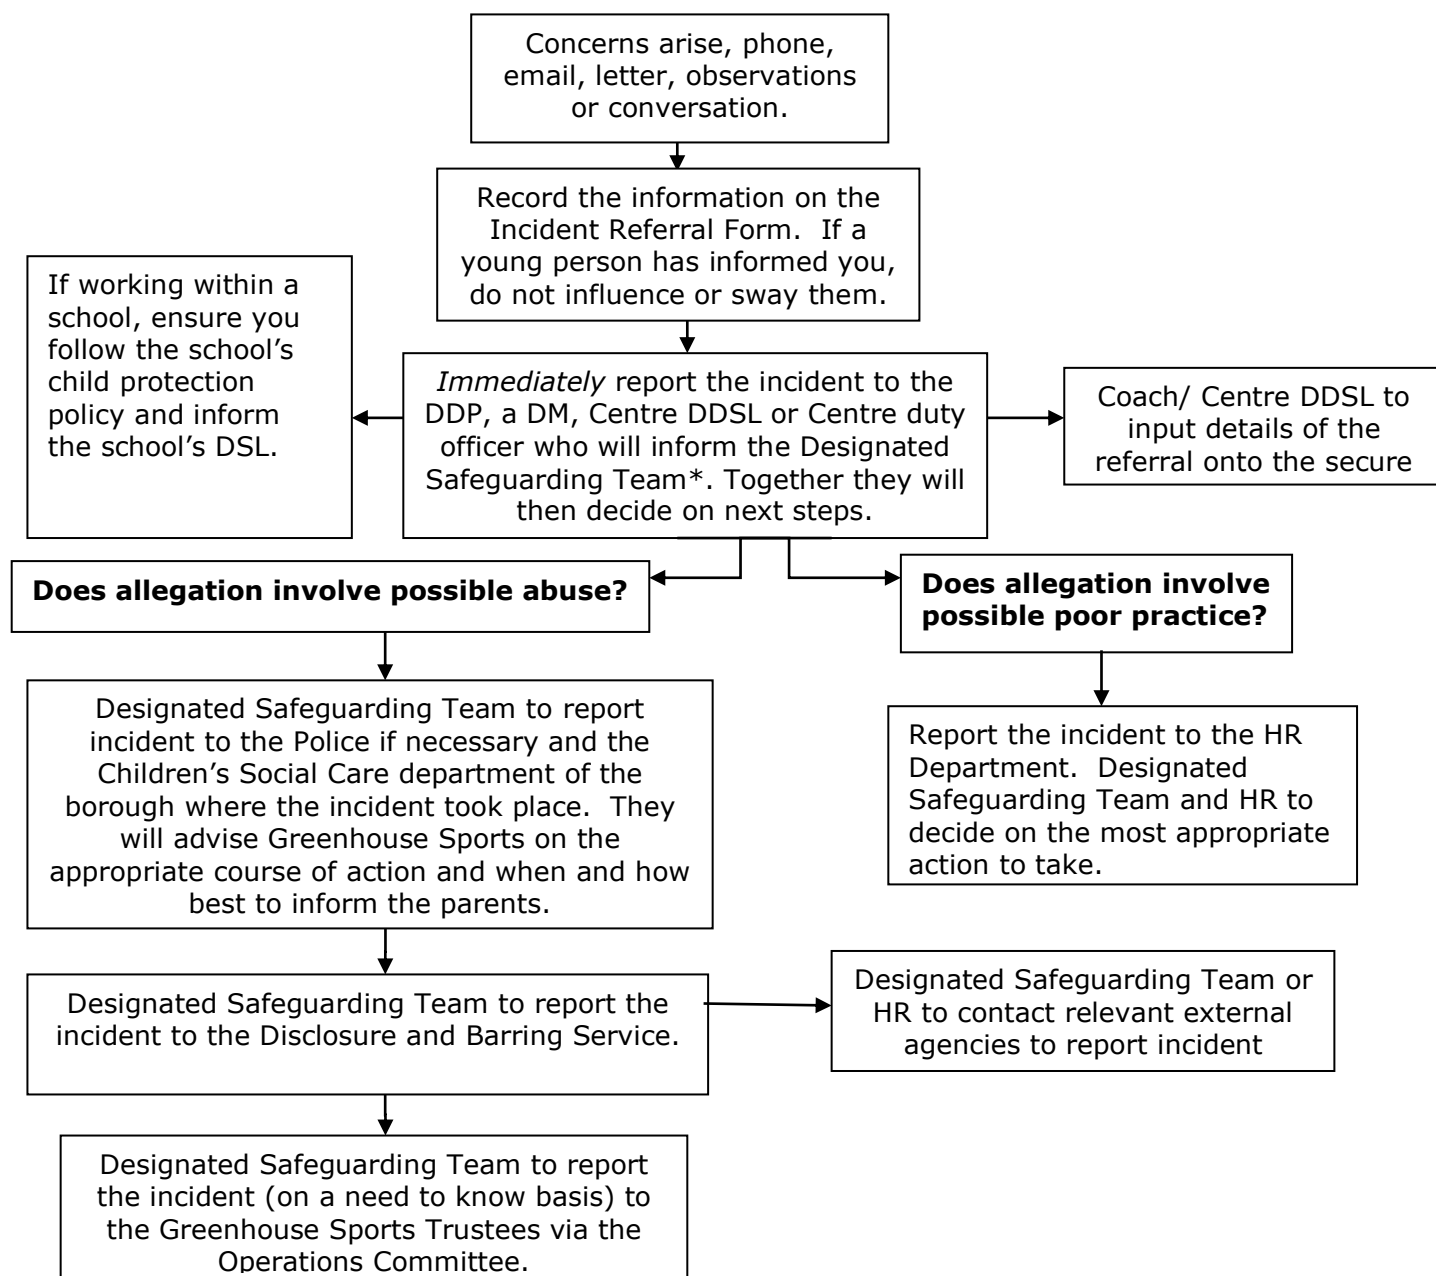 Concerns arise, phone,
email, letter, observations
or conversation.
Record the information on the
Incident Referral Form.  If a
young person has informed you,
do not influence or sway them.
If working within a
school, ensure you
follow the school’s
child protection
policy and inform
the school’s DSL.
Immediately report the incident to the
DDP, a DM, Centre DDSL or Centre duty
officer who will inform the Designated
Safeguarding Team*. Together they will
then decide on next steps.
Coach/ Centre DDSL to
input details of the
referral onto the secure
Does allegation involve possible abuse?
Does allegation involve
possible poor practice?
Designated Safeguarding Team to report
incident to the Police if necessary and the
Children’s Social Care department of the
borough where the incident took place.  They
will advise Greenhouse Sports on the
appropriate course of action and when and how
best to inform the parents.
Report the incident to the HR
Department.  Designated
Safeguarding Team and HR to
decide on the most appropriate
action to take.
Designated Safeguarding Team to report the
incident to the Disclosure and Barring Service.
Designated Safeguarding Team or
HR to contact relevant external
agencies to report incident
Designated Safeguarding Team to report
the incident (on a need to know basis) to
the Greenhouse Sports Trustees via the
Operations Committee.